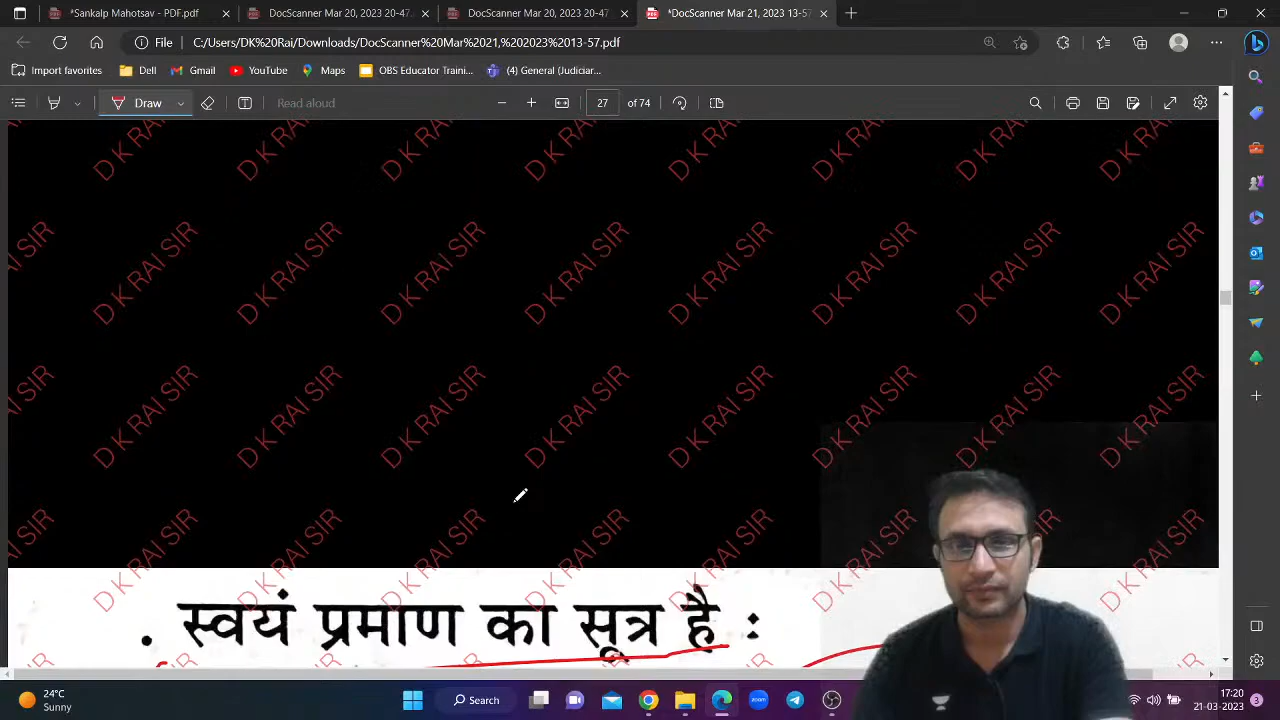 *Sankalp Mahotsav - PDF.pdf
DocScanner Mar 20, 2023 20-47
DocScanner Mar 20, 2023 20-47
*DocScanner Mar 21, 2023 13-57
File C:/Users/DK%20Rai/Downloads/DocScanner%20Mar%2021,%202023%2013-57.pdf
Import favorites Dell Gmail YouTube Maps OBS Educator Traini... (4) General (Judiciar...
Draw Read aloud 27 of 74
D K RAI SIR
. स्वयं प्रमाण का सूत्र है :
24°C
Sunny
Search
17:20
21-03-2023
3